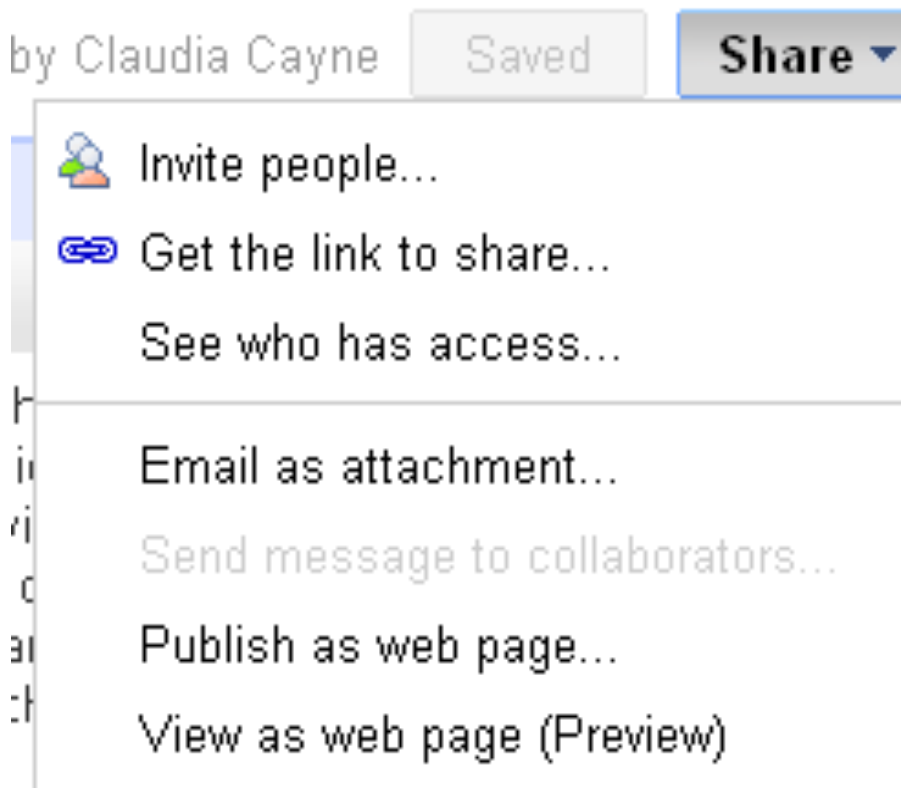 by Claudia Cayne Saved Share
Invite people...
Get the link to share...
See who has access...
Email as attachment...
Send message to collaborators...
Publish as web page...
View as web page (Preview)